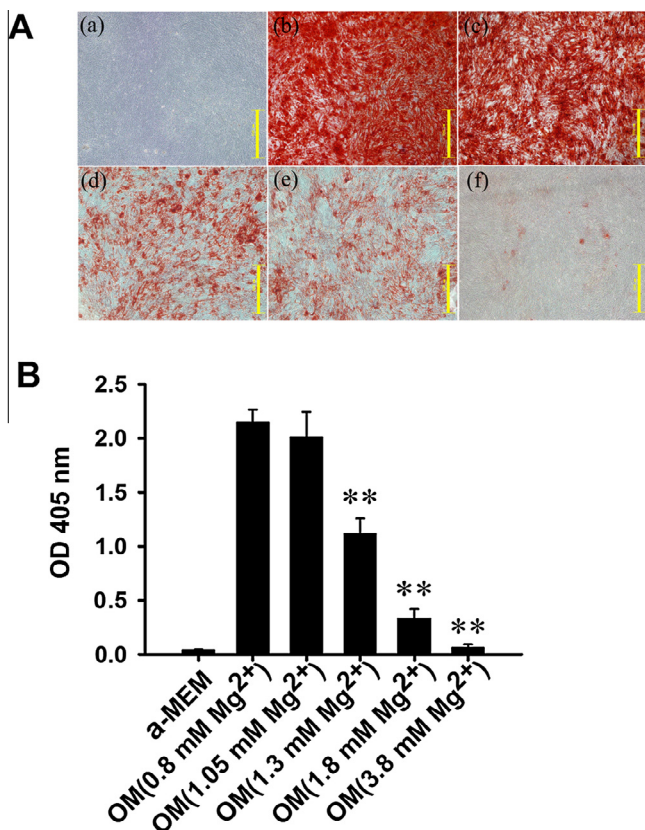 A
(a)
(b)
(c)
(d)
(e)
(f)
B
OD 405 nm
2.5
2.0
1.5
1.0
0.5
0.0
**
**
**
a-MEM
OM(0.8 mM Mg2+)
OM(1.05 mM Mg2+)
OM(1.3 mM Mg2+)
OM(1.8 mM Mg2+)
OM(3.8 mM Mg2+)